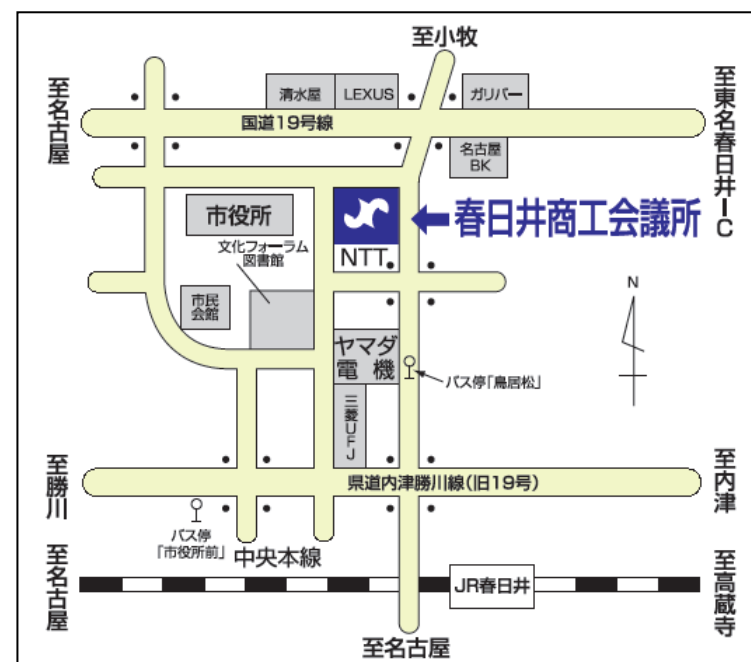 至小牧
至名古屋
清水屋
LEXUS
ガリバー
至東名春日井IC
国道19号線
名古屋
BK
市役所
春日井商工会議所
文化フォーラム
図書館
NTT
市民
会館
N
ヤマダ
電機
バス停「鳥居松」
三菱UFJ
至勝川
県道内津勝川線(旧19号)
至内津
バス停
「市役所前」
中央本線
至名古屋
JR春日井
至高蔵寺
至名古屋